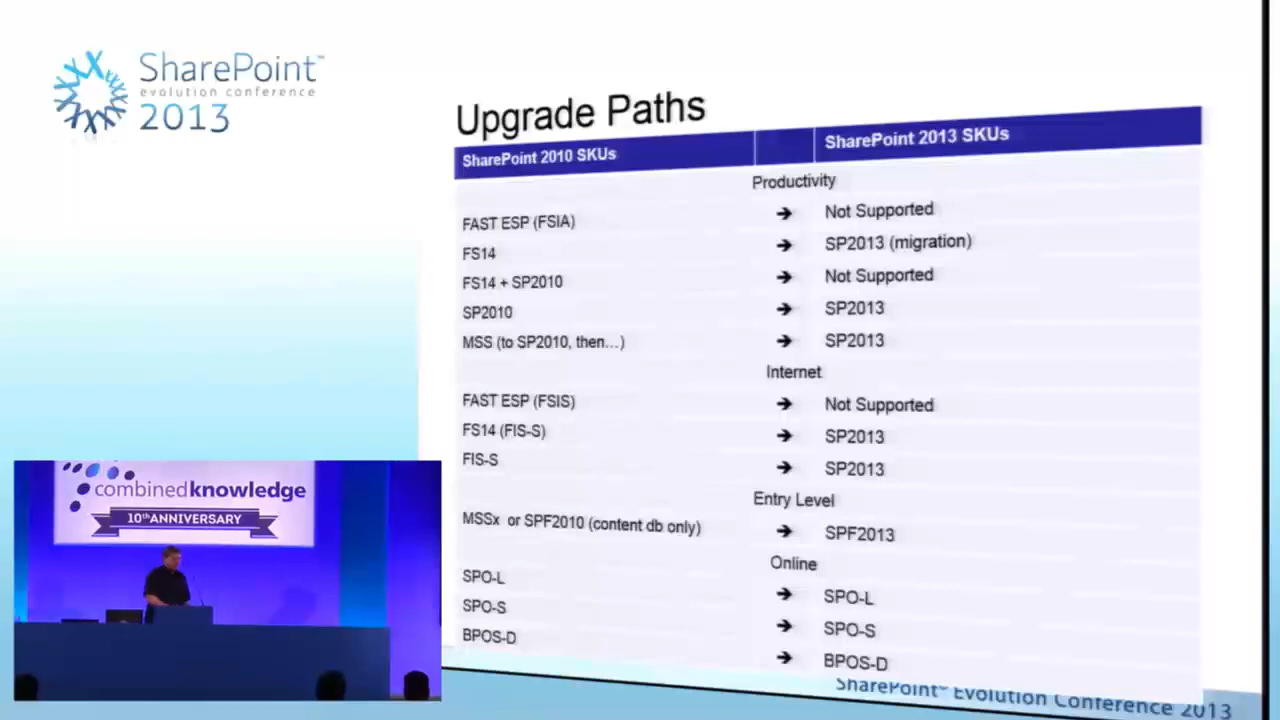 SharePoint™
evolution conference
2013
Upgrade Paths
SharePoint 2010 SKUs SharePoint 2013 SKUs
Productivity
FAST ESP (FSIA) → Not Supported
FS14 → SP2013 (migration)
FS14 + SP2010 → Not Supported
SP2010 → SP2013
MSS (to SP2010, then…) → SP2013
Internet
FAST ESP (FSIS) → Not Supported
FS14 (FIS-S) → SP2013
FIS-S → SP2013
Entry Level
MSSx or SPF2010 (content db only) → SPF2013
Online
SPO-L → SPO-L
SPO-S → SPO-S
BPOS-D → BPOS-D
SharePoint® Evolution Conference 2013
combinedknowledge
10th ANNIVERSARY